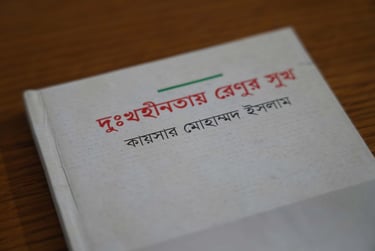 দুঃখহীনতায় রেণুর সুখ
কায়সার মোহাম্মদ ইসলাম